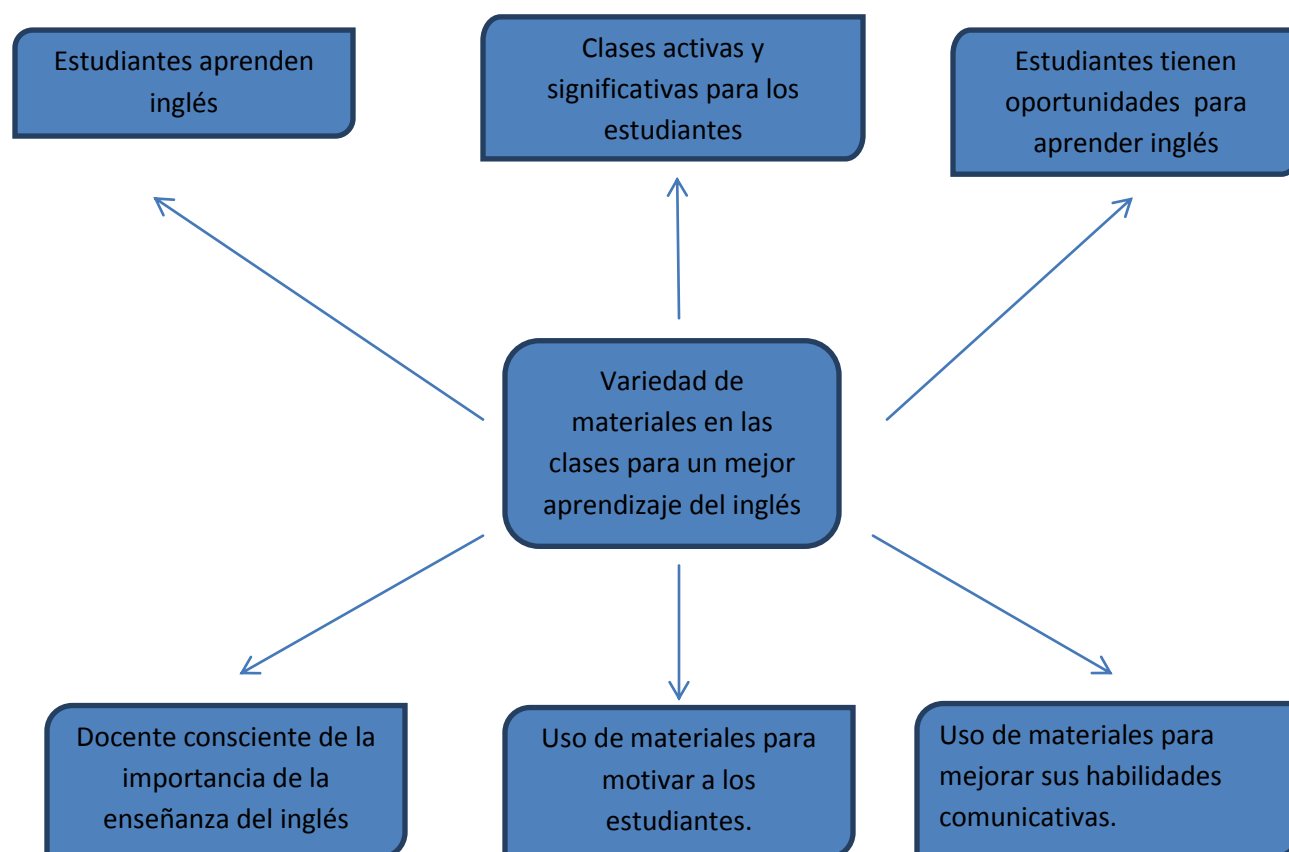 Estudiantes aprenden
inglés
Clases activas y
significativas para los
estudiantes
Estudiantes tienen
oportunidades para
aprender inglés
Variedad de
materiales en las
clases para un mejor
aprendizaje del inglés
Docente consciente de la
importancia de la
enseñanza del inglés
Uso de materiales para
motivar a los
estudiantes.
Uso de materiales para
mejorar sus habilidades
comunicativas.